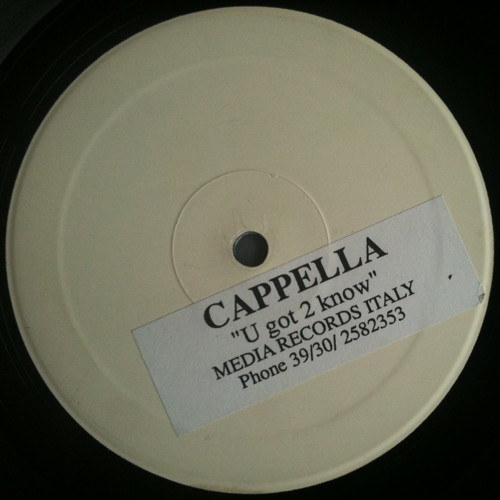 CAPPELLA
"U got 2 know"
MEDIA RECORDS ITALY
Phone 39/30/ 2582353